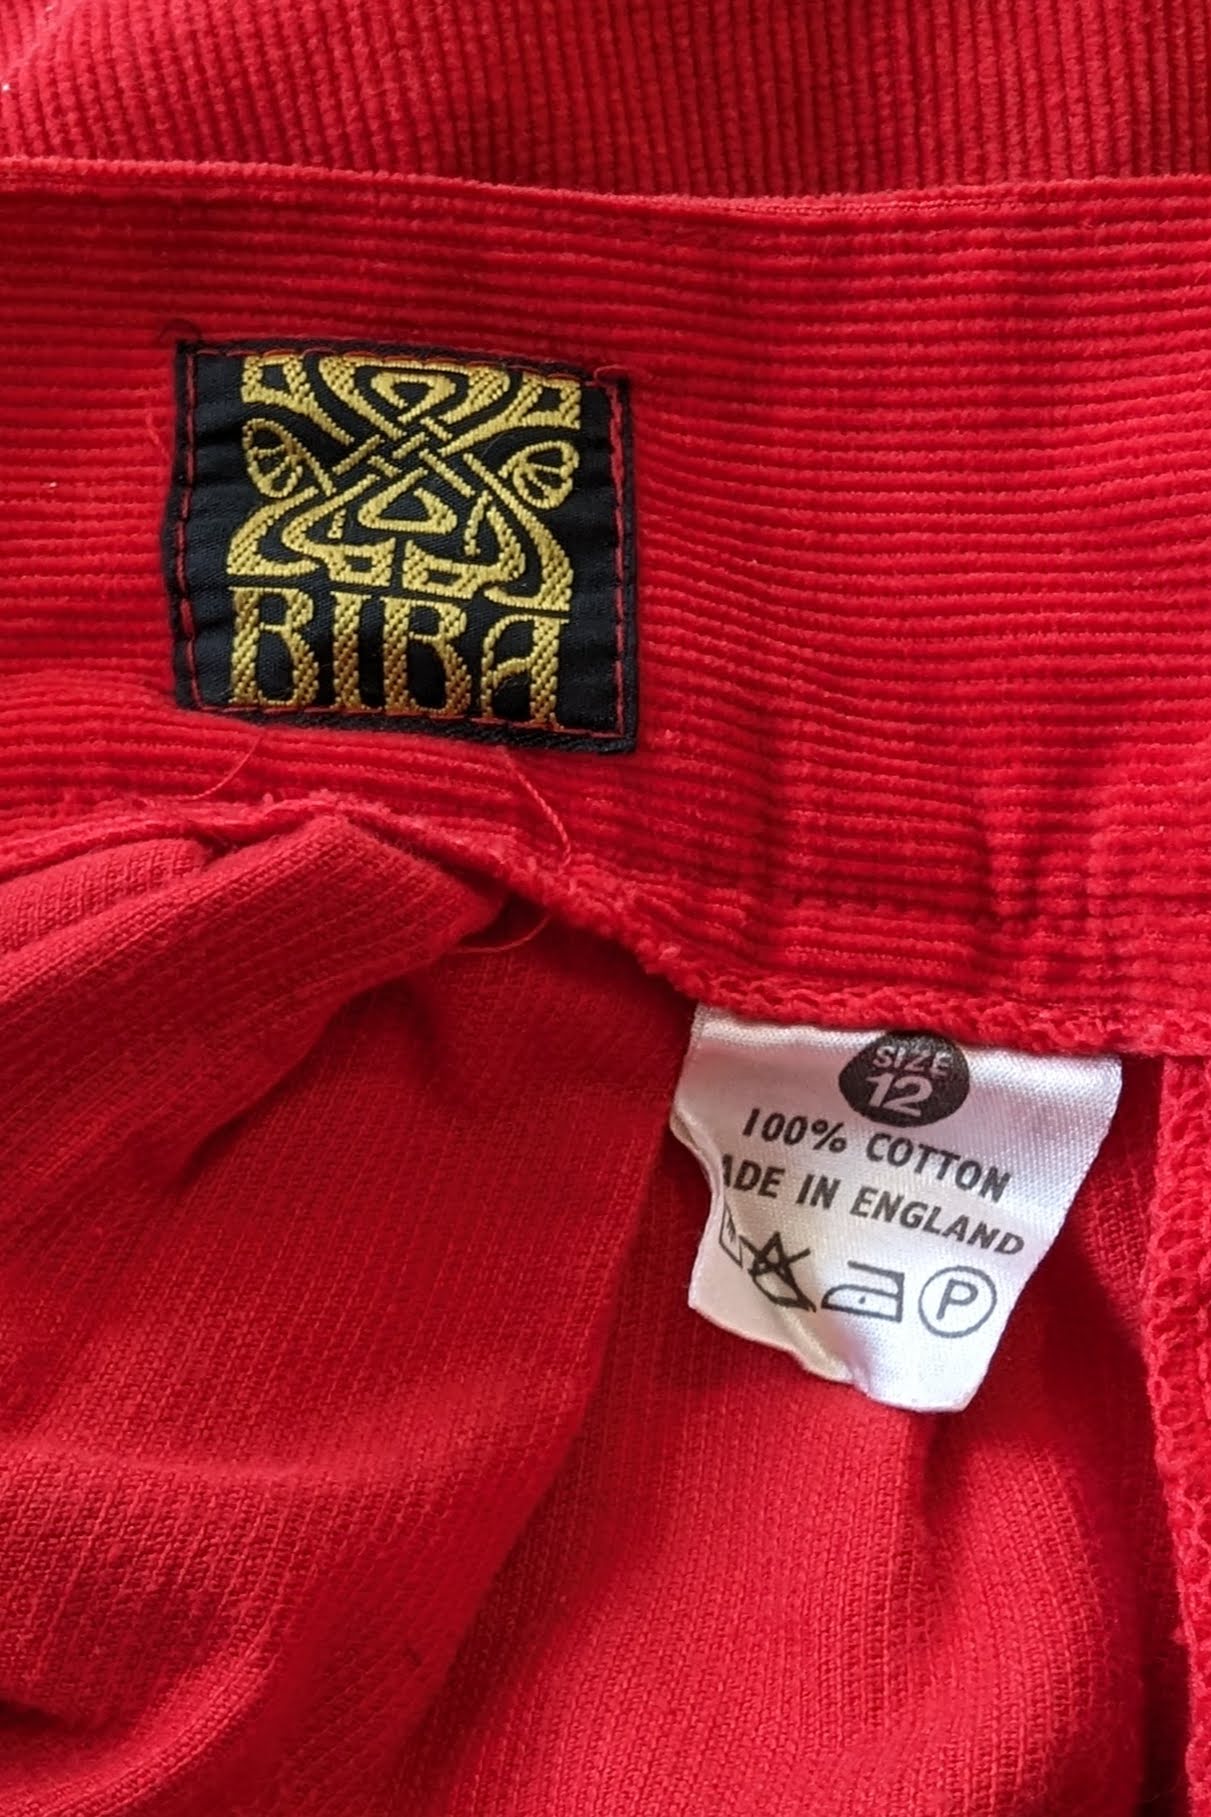 BIBA
SIZE
12
100% COTTON
ADE IN ENGLAND
P